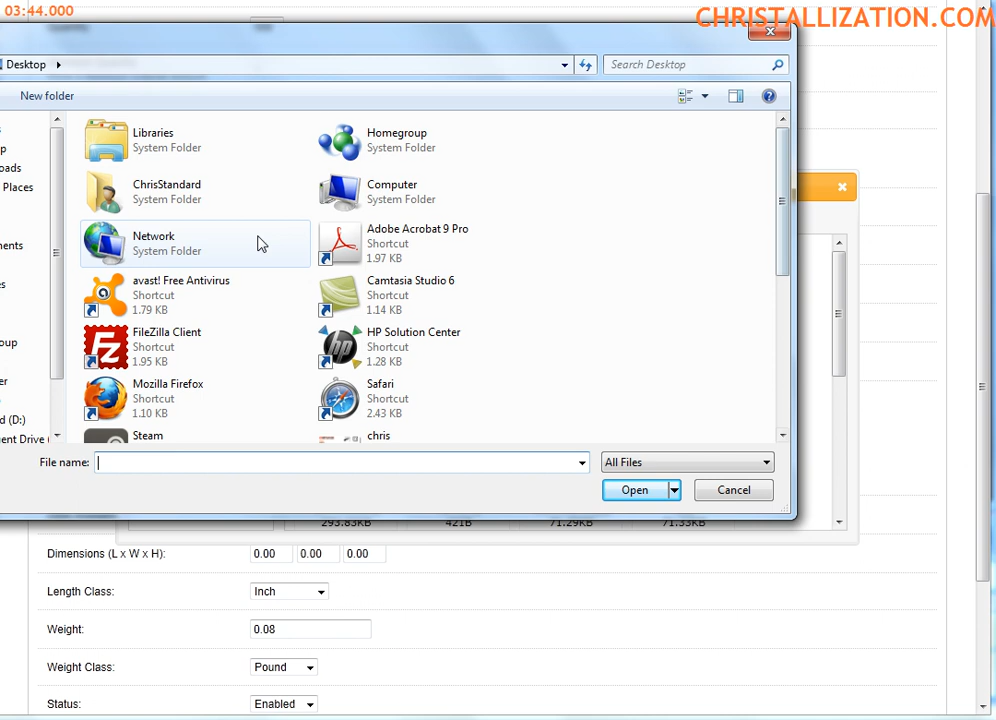 03:44.000
CHRISTALLIZATION.COM
Desktop
Search Desktop
New folder
Libraries
System Folder
Homegroup
System Folder
ChrisStandard
System Folder
Computer
System Folder
Network
System Folder
Adobe Acrobat 9 Pro
Shortcut
1.97 KB
avast! Free Antivirus
Shortcut
1.79 KB
Camtasia Studio 6
Shortcut
1.14 KB
FileZilla Client
Shortcut
1.95 KB
HP Solution Center
Shortcut
1.28 KB
Mozilla Firefox
Shortcut
1.10 KB
Safari
Shortcut
2.43 KB
Steam
chris
oads
Places
ments
oup
d (D:)
ent Drive
File name:
All Files
Open
Cancel
293.83KB 421B 71.29KB 71.33KB
Dimensions (L x W x H): 0.00 0.00 0.00
Length Class: Inch
Weight: 0.08
Weight Class: Pound
Status: Enabled